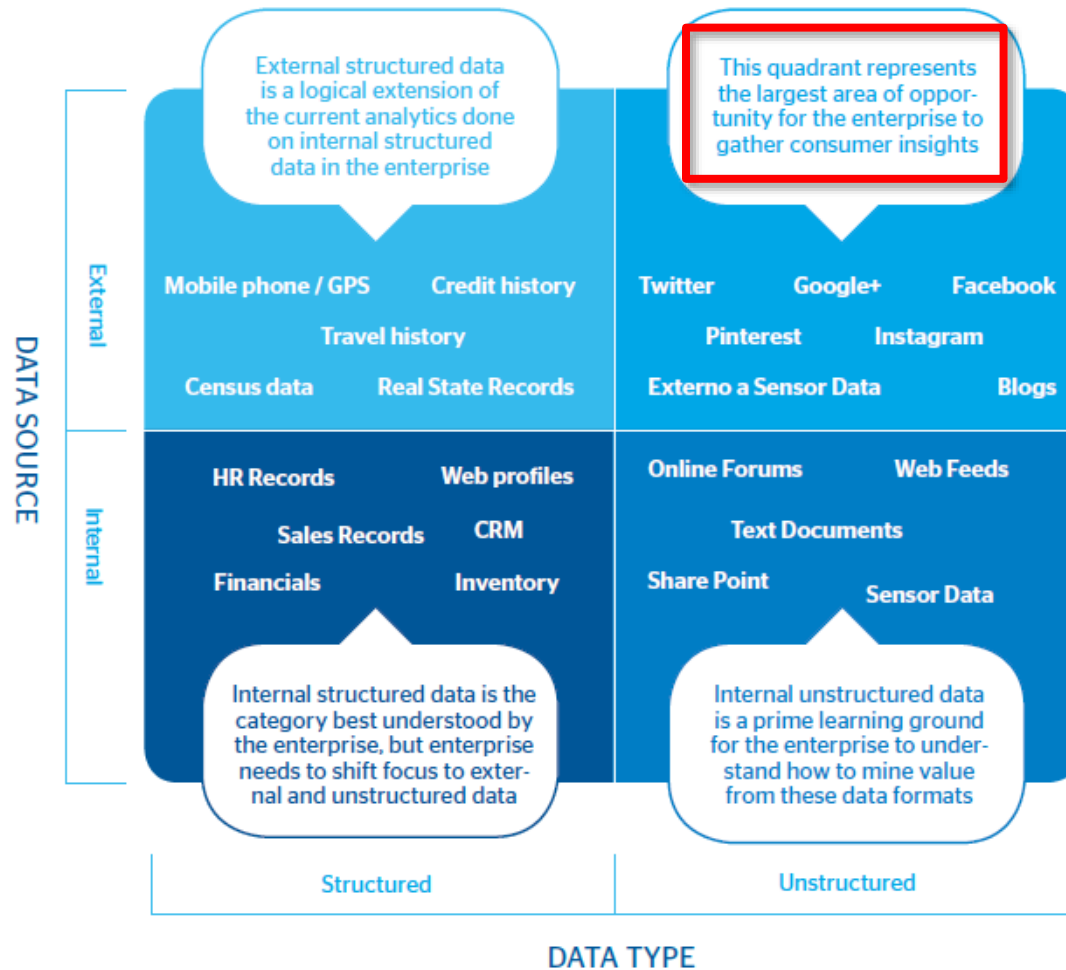 External structured data
is a logical extension of
the current analytics done
on internal structured
data in the enterprise
This quadrant represents
the largest area of oppor-
tunity for the enterprise to
gather consumer insights
DATA SOURCE
External
Mobile phone / GPS Credit history
Travel history
Census data Real State Records
Twitter Google+ Facebook
Pinterest Instagram
Externo a Sensor Data Blogs
Internal
HR Records Web profiles
Sales Records CRM
Financials Inventory
Online Forums Web Feeds
Text Documents
Share Point Sensor Data
Internal structured data is the
category best understood by
the enterprise, but enterprise
needs to shift focus to exter-
nal and unstructured data
Internal unstructured data
is a prime learning ground
for the enterprise to under-
stand how to mine value
from these data formats
Structured Unstructured
DATA TYPE